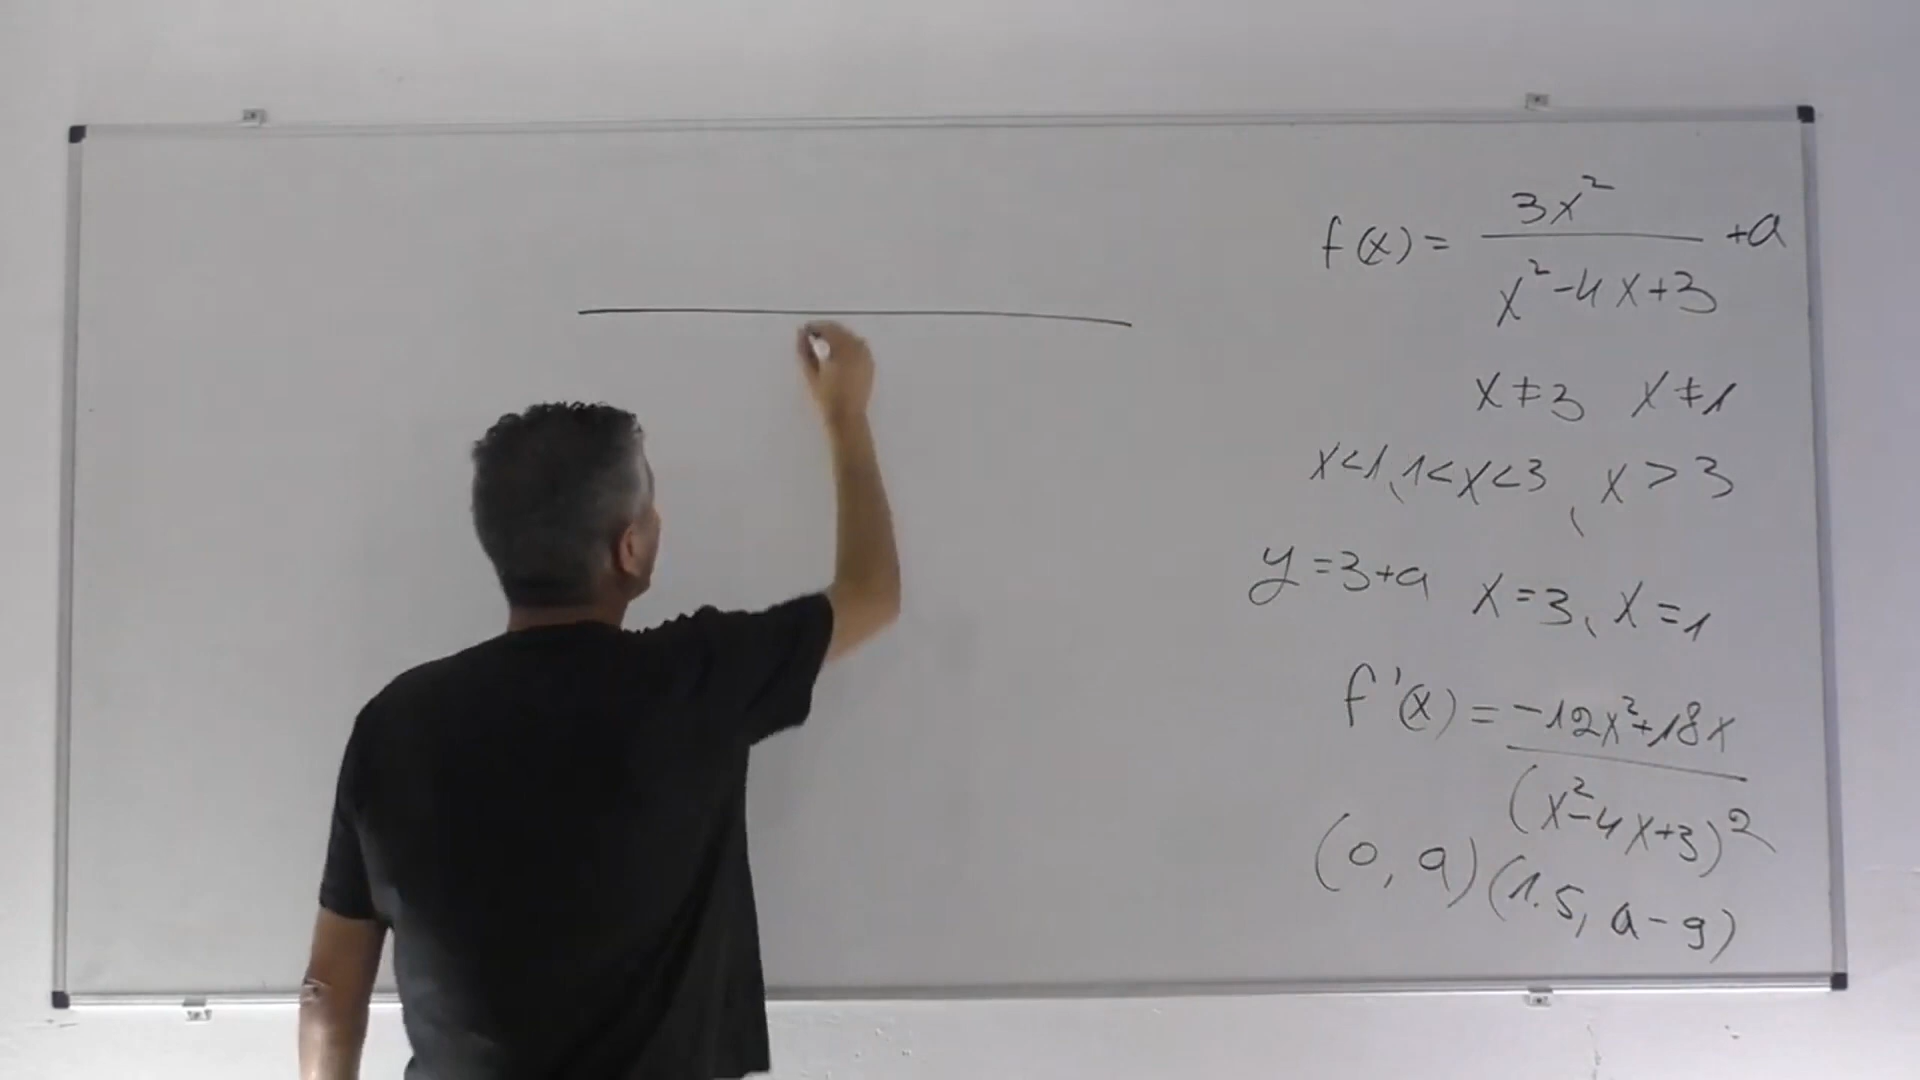 f(x) = 3x² / x²-4x+3 +a
x≠3 x≠1
x<1, 1<x<3, x>3
y=3+a x=3, x=1
f'(x) = -12x²+18x / (x²-4x+3)²
(0, a) (1.5, a-9)